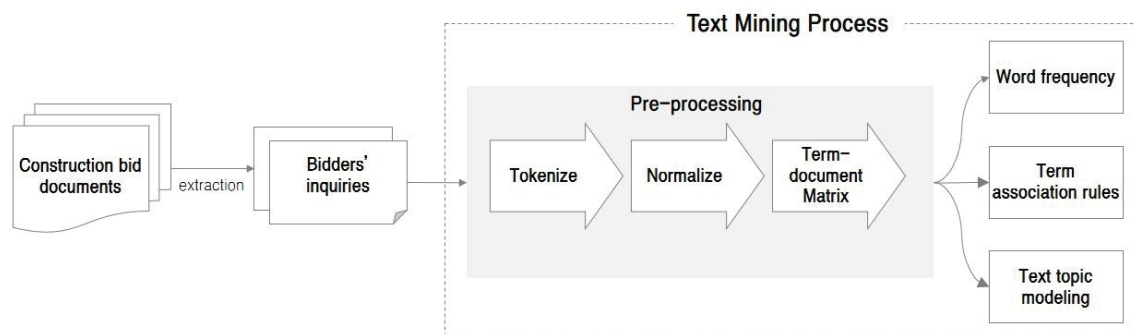 Text Mining Process
Construction bid
documents
extraction
Bidders'
inquiries
Pre-processing
Tokenize
Normalize
Term-
document
Matrix
Word frequency
Term
association rules
Text topic
modeling